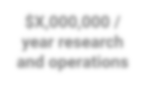 $X,000,000 /
year research
and operations